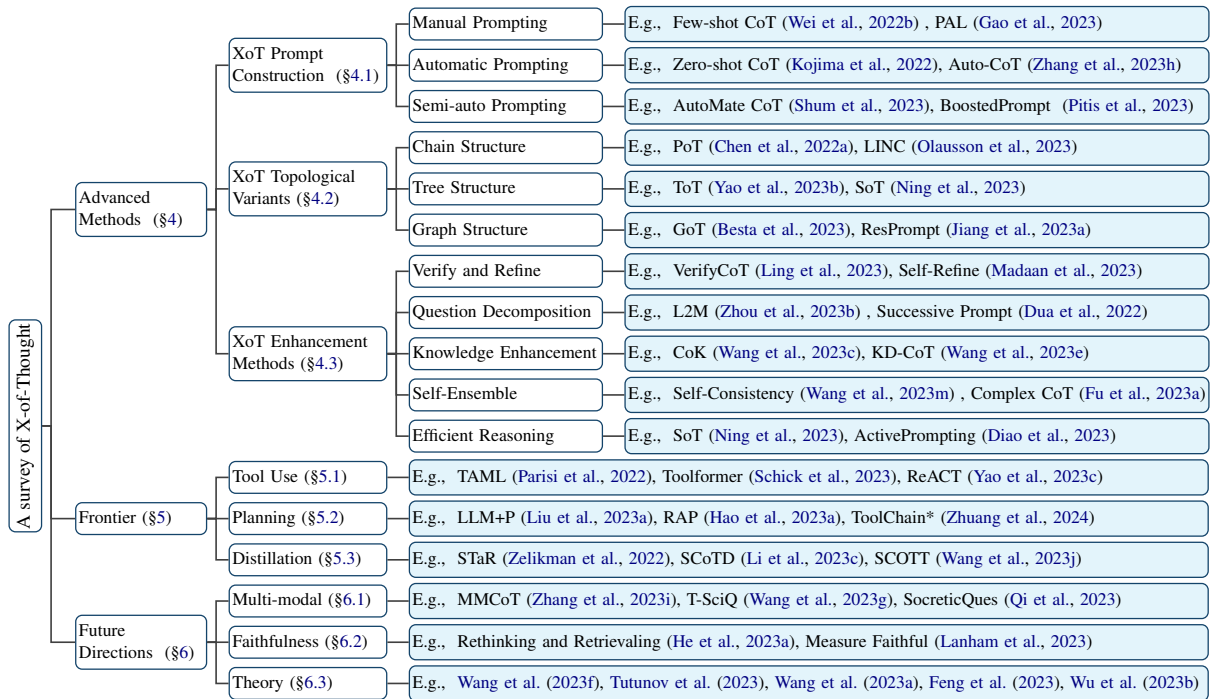 A survey of X-of-Thought
Advanced
Methods (§4)
XoT Prompt
Construction (§4.1)
Manual Prompting
E.g., Few-shot CoT (Wei et al., 2022b) , PAL (Gao et al., 2023)
Automatic Prompting
E.g., Zero-shot CoT (Kojima et al., 2022), Auto-CoT (Zhang et al., 2023h)
Semi-auto Prompting
E.g., AutoMate CoT (Shum et al., 2023), BoostedPrompt (Pitis et al., 2023)
XoT Topological
Variants (§4.2)
Chain Structure
E.g., PoT (Chen et al., 2022a), LINC (Olausson et al., 2023)
Tree Structure
E.g., ToT (Yao et al., 2023b), SoT (Ning et al., 2023)
Graph Structure
E.g., GoT (Besta et al., 2023), ResPrompt (Jiang et al., 2023a)
XoT Enhancement
Methods (§4.3)
Verify and Refine
E.g., VerifyCoT (Ling et al., 2023), Self-Refine (Madaan et al., 2023)
Question Decomposition
E.g., L2M (Zhou et al., 2023b) , Successive Prompt (Dua et al., 2022)
Knowledge Enhancement
E.g., CoK (Wang et al., 2023c), KD-CoT (Wang et al., 2023e)
Self-Ensemble
E.g., Self-Consistency (Wang et al., 2023m) , Complex CoT (Fu et al., 2023a)
Efficient Reasoning
E.g., SoT (Ning et al., 2023), ActivePrompting (Diao et al., 2023)
Frontier (§5)
Tool Use (§5.1)
E.g., TAML (Parisi et al., 2022), Toolformer (Schick et al., 2023), ReACT (Yao et al., 2023c)
Planning (§5.2)
E.g., LLM+P (Liu et al., 2023a), RAP (Hao et al., 2023a), ToolChain* (Zhuang et al., 2024)
Distillation (§5.3)
E.g., STaR (Zelikman et al., 2022), SCoTD (Li et al., 2023c), SCOTT (Wang et al., 2023j)
Future
Directions (§6)
Multi-modal (§6.1)
E.g., MMCoT (Zhang et al., 2023i), T-SciQ (Wang et al., 2023g), SocreticQues (Qi et al., 2023)
Faithfulness (§6.2)
E.g., Rethinking and Retrievaling (He et al., 2023a), Measure Faithful (Lanham et al., 2023)
Theory (§6.3)
E.g., Wang et al. (2023f), Tutunov et al. (2023), Wang et al. (2023a), Feng et al. (2023), Wu et al. (2023b)